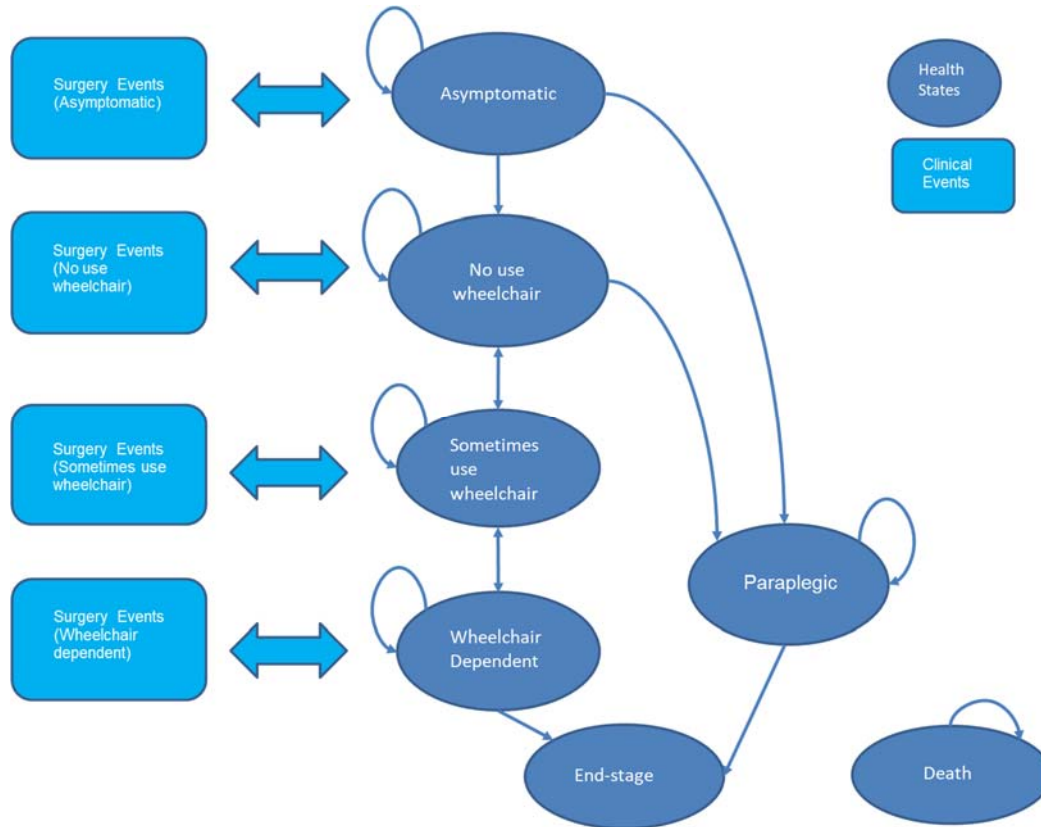 Surgery Events
(Asymptomatic)
Asymptomatic
Health
States
Clinical
Events
Surgery Events
(No use
wheelchair)
No use
wheelchair
Surgery Events
(Sometimes use
wheelchair)
Sometimes
use
wheelchair
Paraplegic
Surgery Events
(Wheelchair
dependent)
Wheelchair
Dependent
End-stage
Death